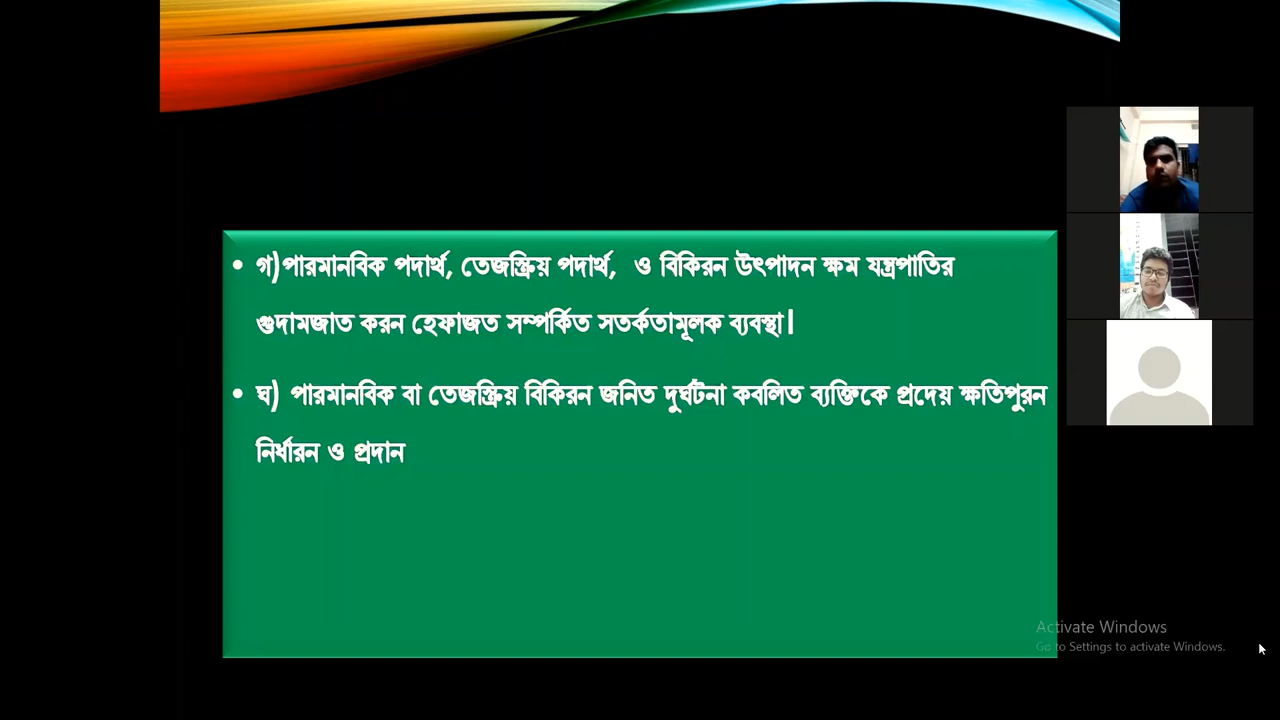 • গ)পারমানবিক পদার্থ, তেজস্ক্রিয় পদার্থ, ও বিকিরন উৎপাদন ক্ষম যন্ত্রপাতির
গুদামজাত করন হেফাজত সম্পর্কিত সতর্কতামূলক ব্যবস্থা|
• ঘ) পারমানবিক বা তেজস্ক্রিয় বিকিরন জনিত দুর্ঘটনা কবলিত ব্যক্তিকে প্রদেয় ক্ষতিপুরন
নির্ধারন ও প্রদান
Activate Windows
Go to Settings to activate Windows.